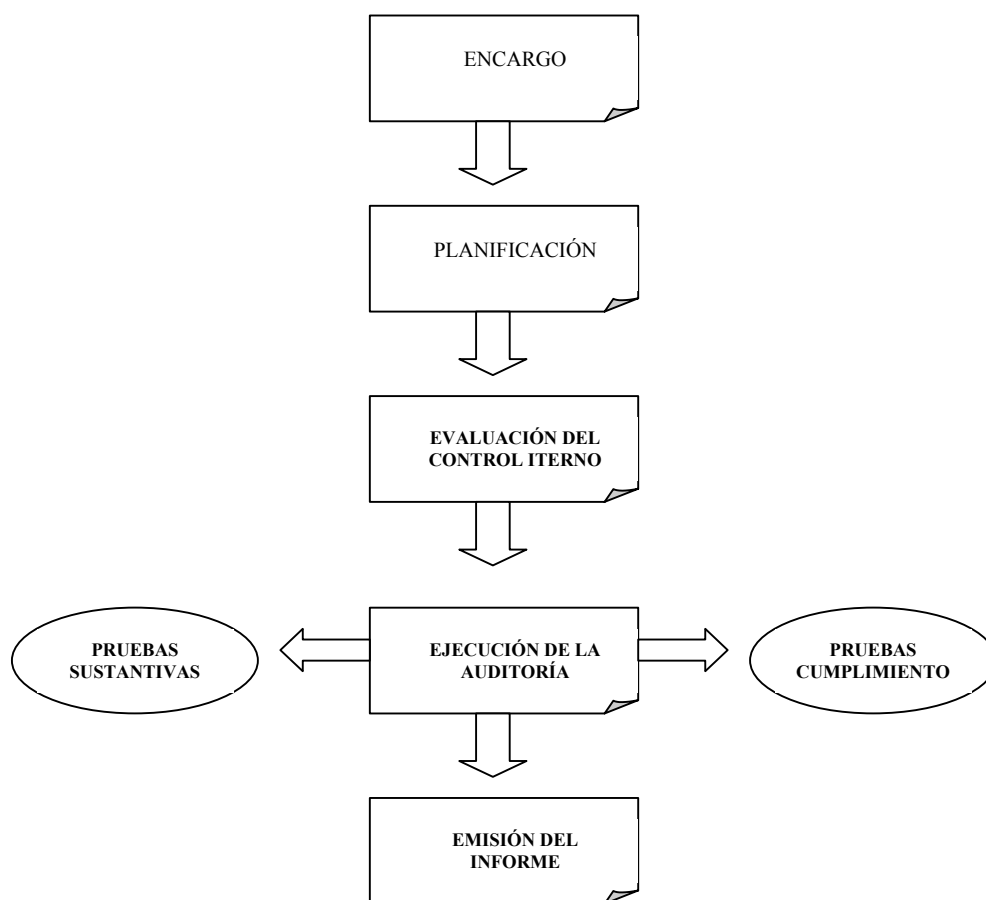 ENCARGO
PLANIFICACIÓN
EVALUACIÓN DEL
CONTROL ITERNO
PRUEBAS
SUSTANTIVAS
EJECUCIÓN DE LA
AUDITORÍA
PRUEBAS
CUMPLIMIENTO
EMISIÓN DEL
INFORME